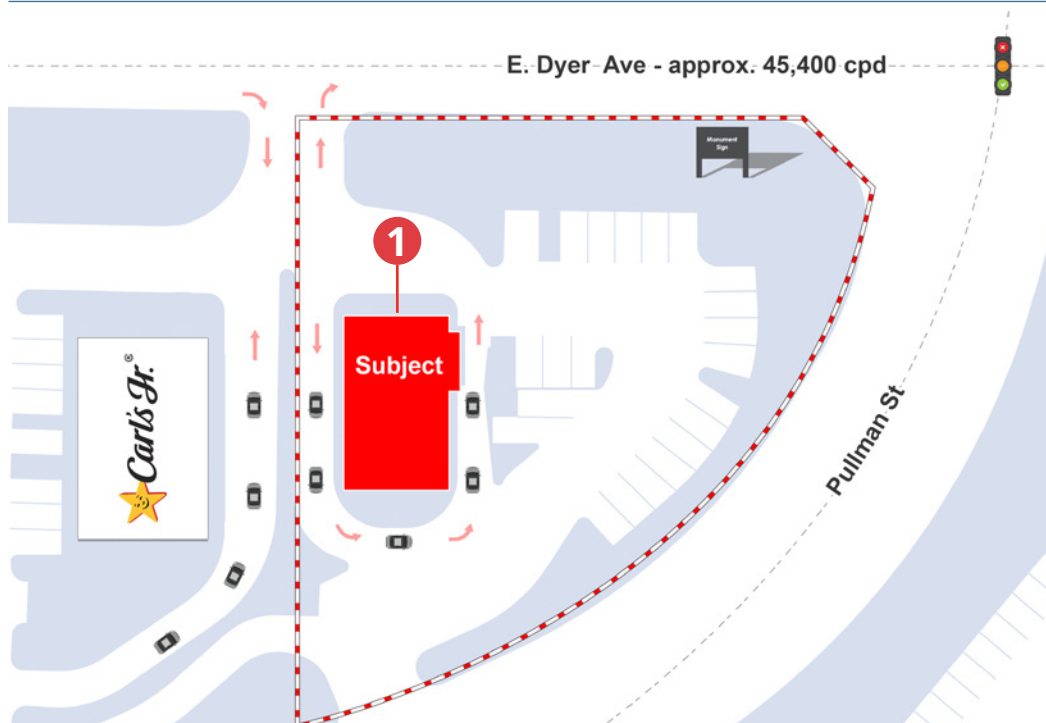 E. Dyer Ave - approx. 45,400 cpd
Monument
Sign
1
Subject
Carl's Jr.®
Pullman St